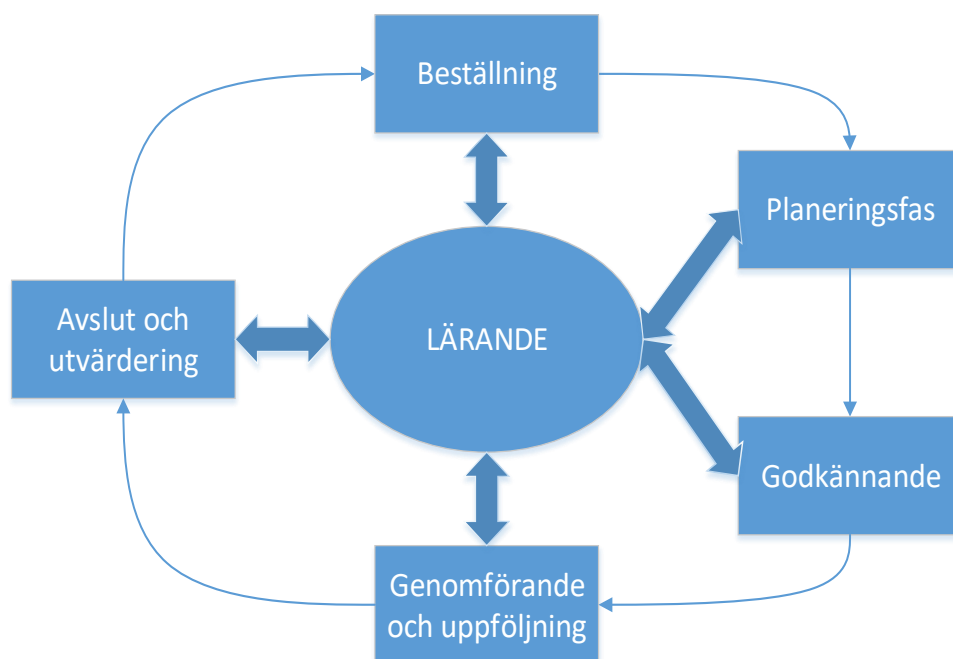 Beställning
Planeringsfas
Avslut och
utvärdering
LÄRANDE
Godkännande
Genomförande
och uppföljning